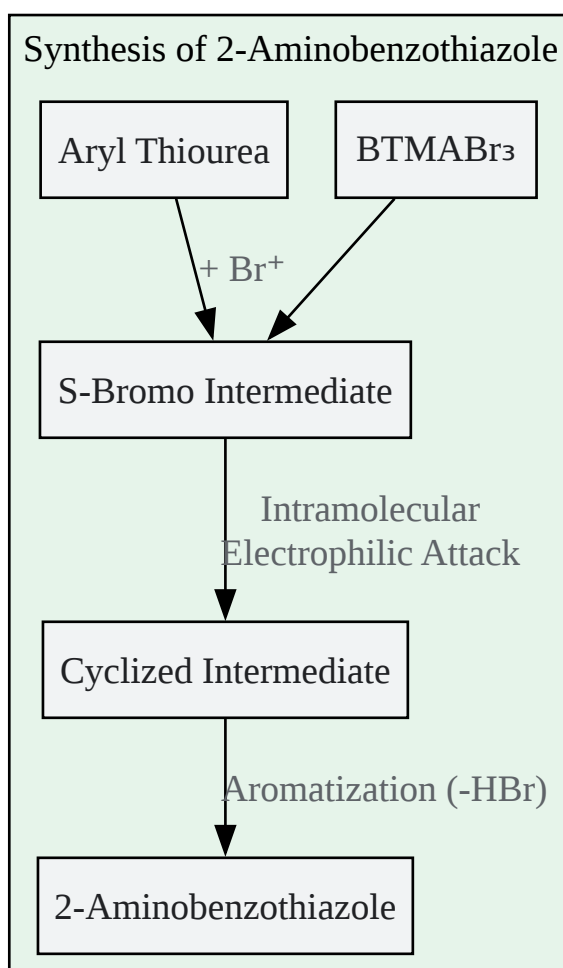 Synthesis of 2-Aminobenzothiazole
Aryl Thiourea
BTMABr₃
+ Br⁺
S-Bromo Intermediate
Intramolecular
Electrophilic Attack
Cyclized Intermediate
Aromatization (-HBr)
2-Aminobenzothiazole